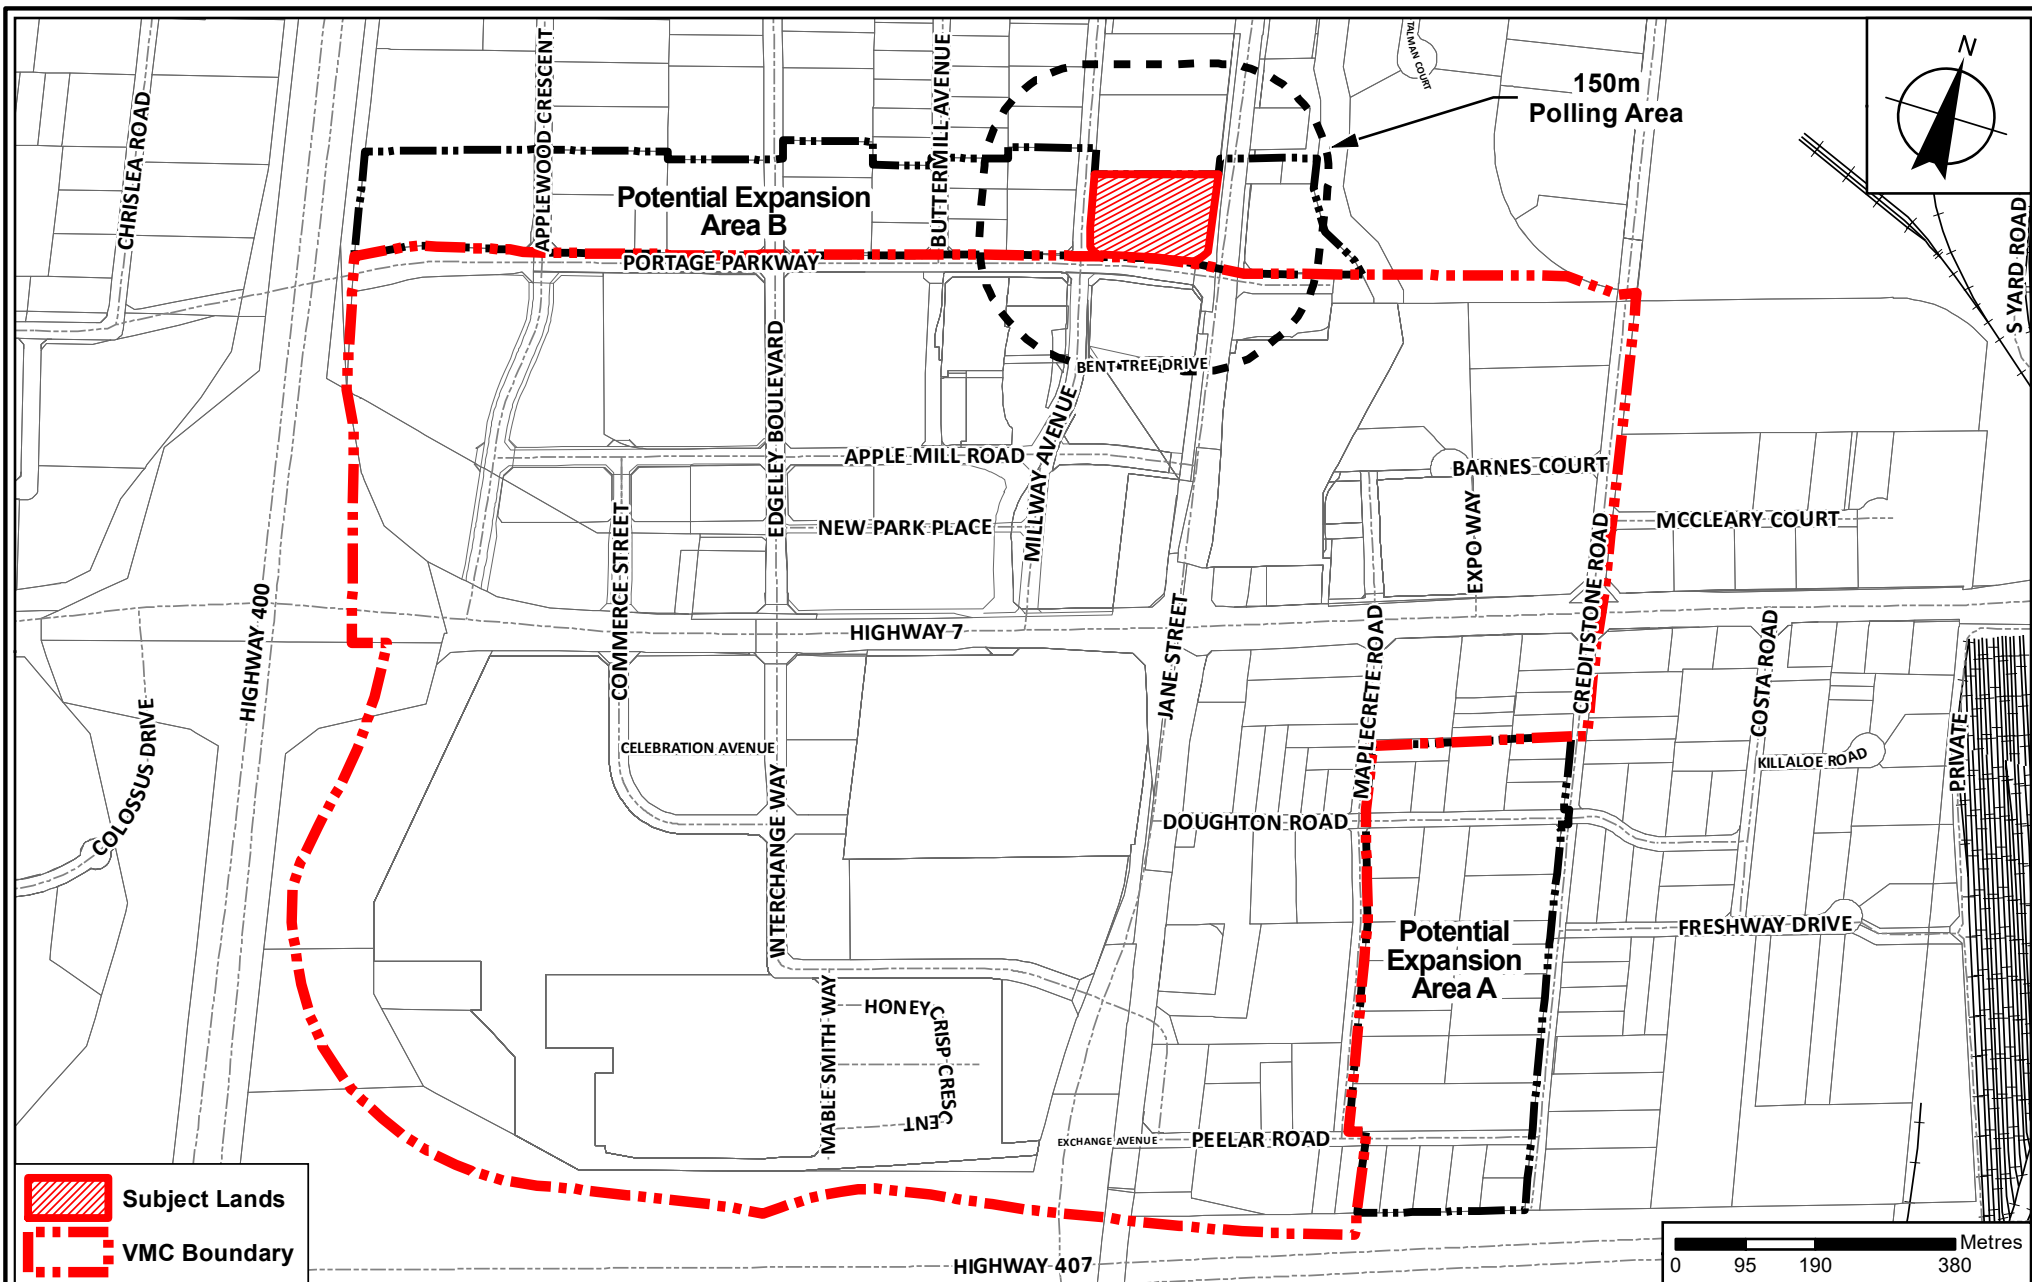 TALMAN COURT
N
150m
Polling Area
CHRISLEA ROAD
APPLEWOOD CRESCENT
BUTTERMILL AVENUE
Potential Expansion
Area B
PORTAGE PARKWAY
S YARD ROAD
BENT TREE DRIVE
EDGELEY BOULEVARD
MILLWAY AVENUE
APPLE MILL ROAD
BARNES COURT
NEW PARK PLACE
EXPO WAY
MCCLEARY COURT
COMMERCE STREET
CREDITSTONE ROAD
HIGHWAY 400
HIGHWAY 7
JANE STREET
MAPLECRETE ROAD
COSTA ROAD
COLOSSUS DRIVE
CELEBRATION AVENUE
KILLALOE ROAD
PRIVATE
INTERCHANGE WAY
DOUGHTON ROAD
Potential
Expansion
Area A
FRESHWAY DRIVE
MABLE SMITH WAY
HONEY
CRISP CRESC
ENT
EXCHANGE AVENUE
PEELAR ROAD
Subject Lands
VMC Boundary
HIGHWAY 407
Metres
0 95 190 380